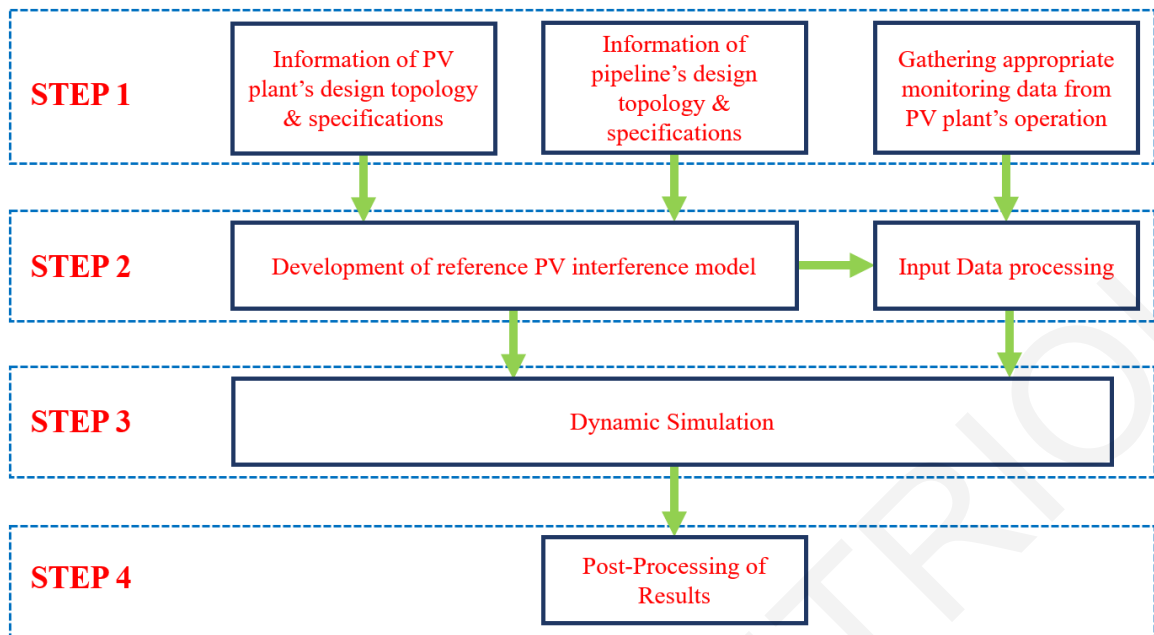 STEP 1
Information of PV
plant's design topology
& specifications
Information of
pipeline's design
topology &
specifications
Gathering appropriate
monitoring data from
PV plant's operation
STEP 2
Development of reference PV interference model
Input Data processing
STEP 3
Dynamic Simulation
STEP 4
Post-Processing of
Results